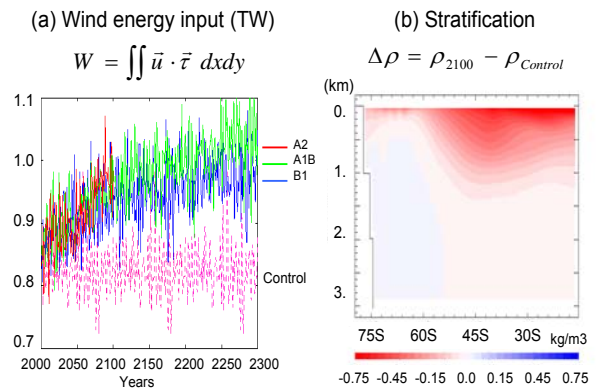 (a) Wind energy input (TW)
W = ∬ u⃗ · τ⃗ dxdy
1.1
1.0
0.9
0.8
0.7
A2
A1B
B1
Control
2000 2050 2100 2150 2200 2250 2300
Years
(b) Stratification
Δρ = ρ2100 − ρControl
(km)
0.
1.
2.
3.
75S 60S 45S 30S kg/m3
-0.75 -0.45 -0.15 0.0 0.15 0.45 0.75